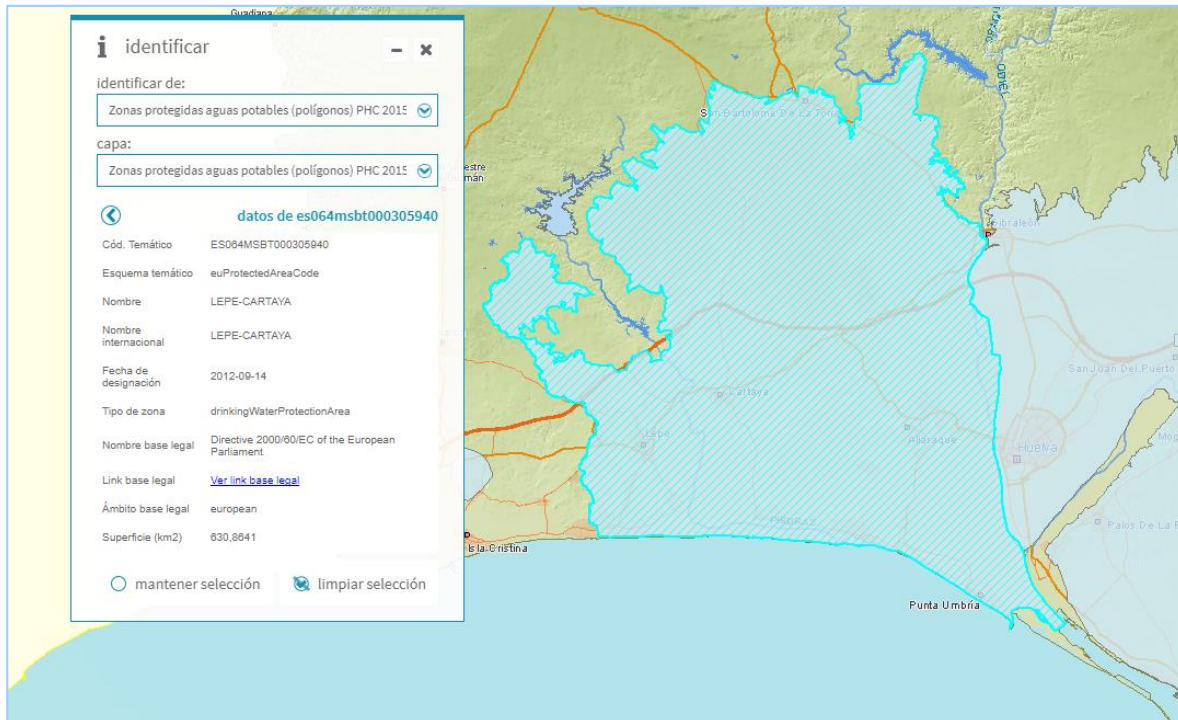 Guadiana
identificar
identificar de:
Zonas protegidas aguas potables (polígonos) PHC 2015
capa:
Zonas protegidas aguas potables (polígonos) PHC 2015
datos de es064msbt000305940
Cód. Temático ES064MSBT000305940
Esquema temático euProtectedAreaCode
Nombre LEPE-CARTAYA
Nombre
internacional LEPE-CARTAYA
Fecha de
designación 2012-09-14
Tipo de zona drinkingWaterProtectionArea
Nombre base legal Directive 2000/60/EC of the European
Parliament
Link base legal Ver link base legal
Ámbito base legal european
Superficie (km2) 630,8641
mantener selección limpiar selección
ODIEL
San Bartolome De La Torre
Gibraleón
San Juan Del Puerto
Cartaya
Lepe
Aljaraque
Huelva
PIEDRAS
Isla Cristina
Punta Umbría